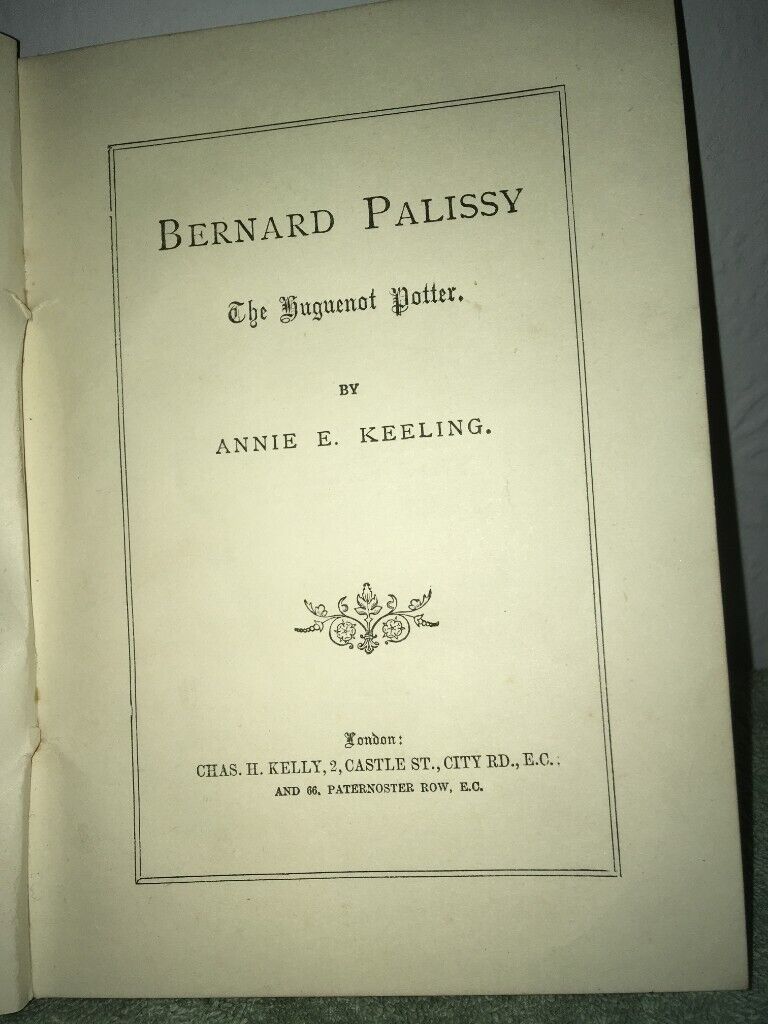 BERNARD PALISSY
The Huguenot Potter.
BY
ANNIE E. KEELING.
London:
CHAS. H. KELLY, 2, CASTLE ST., CITY RD., E.C.;
AND 66, PATERNOSTER ROW, E.C.